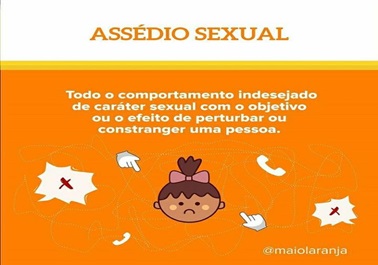 ASSÉDIO SEXUAL
Todo o comportamento indesejado
de caráter sexual com o objetivo
ou o efeito de perturbar ou
constranger uma pessoa.
@maiolaranja